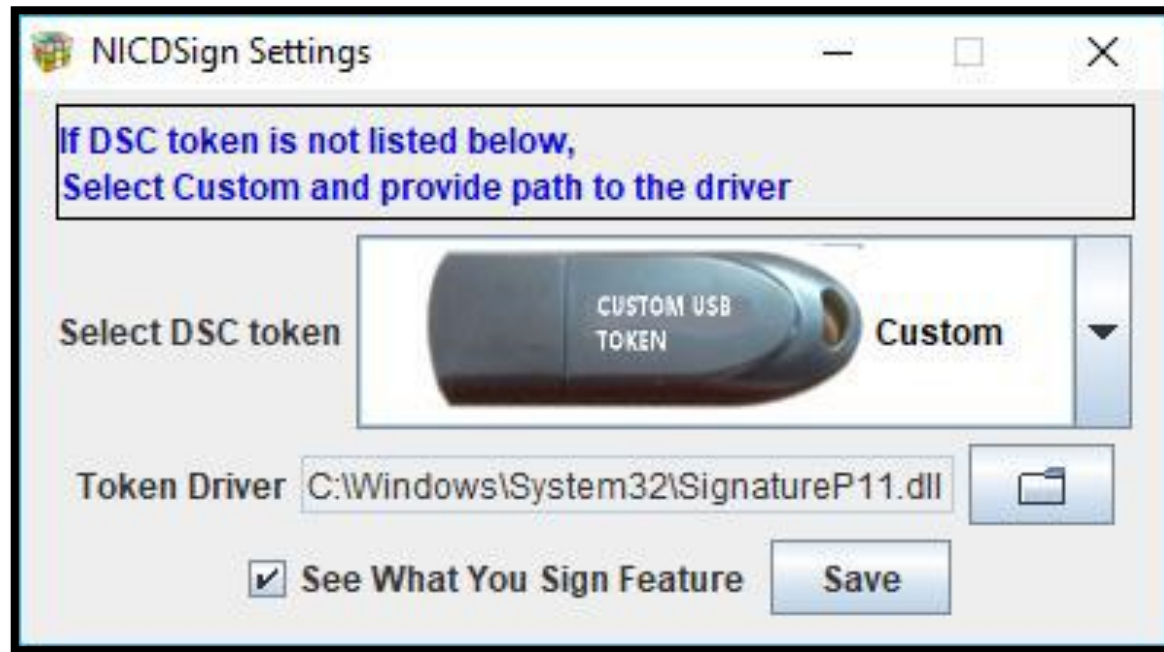 NICDSign Settings
If DSC token is not listed below,
Select Custom and provide path to the driver
Select DSC token
CUSTOM USB
TOKEN
Custom
Token Driver C:\Windows\System32\SignatureP11.dll
See What You Sign Feature Save